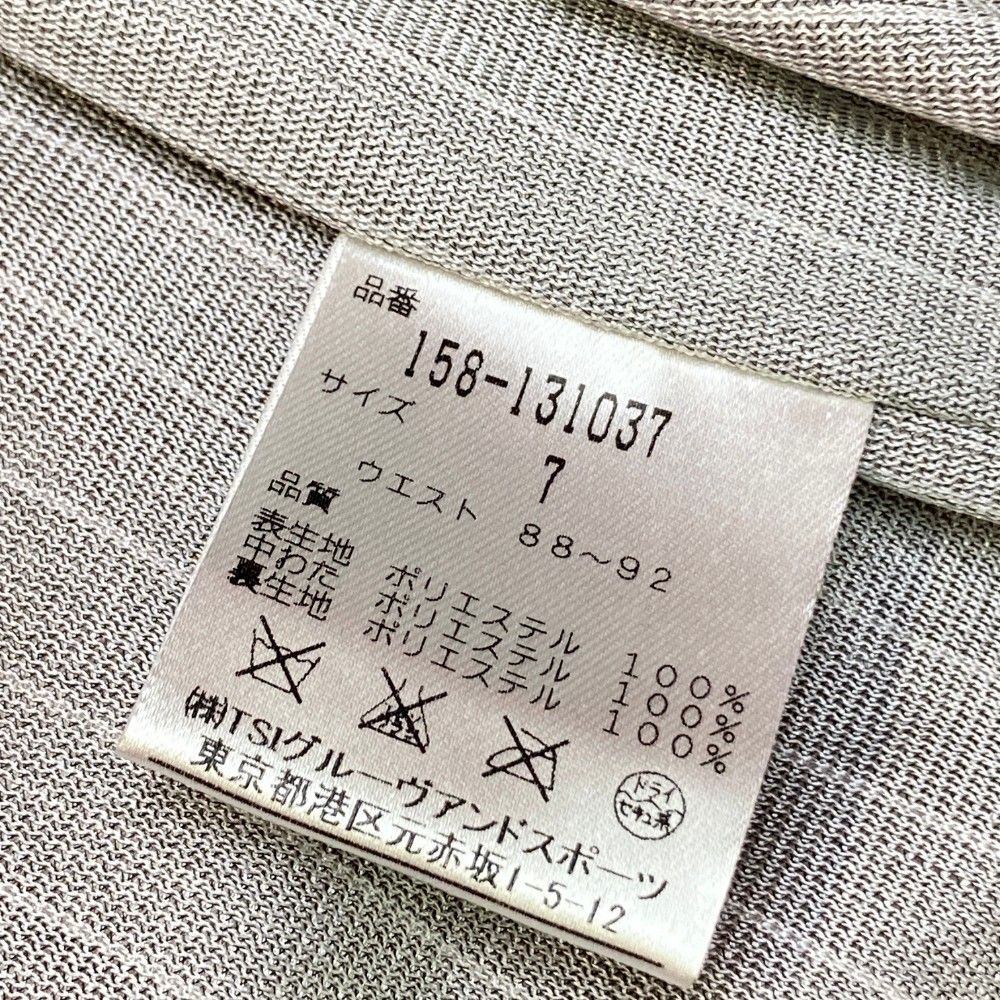 品番
158-131037
サイズ
7
ウエスト 88~92
品質
表生地 ポリエステル 100%
中わた ポリエステル 100%
裏生地 ポリエステル 100%
ドライ
セキユ系
(株)TSIグルーヴアンドスポーツ
東京都港区元赤坂1-5-12